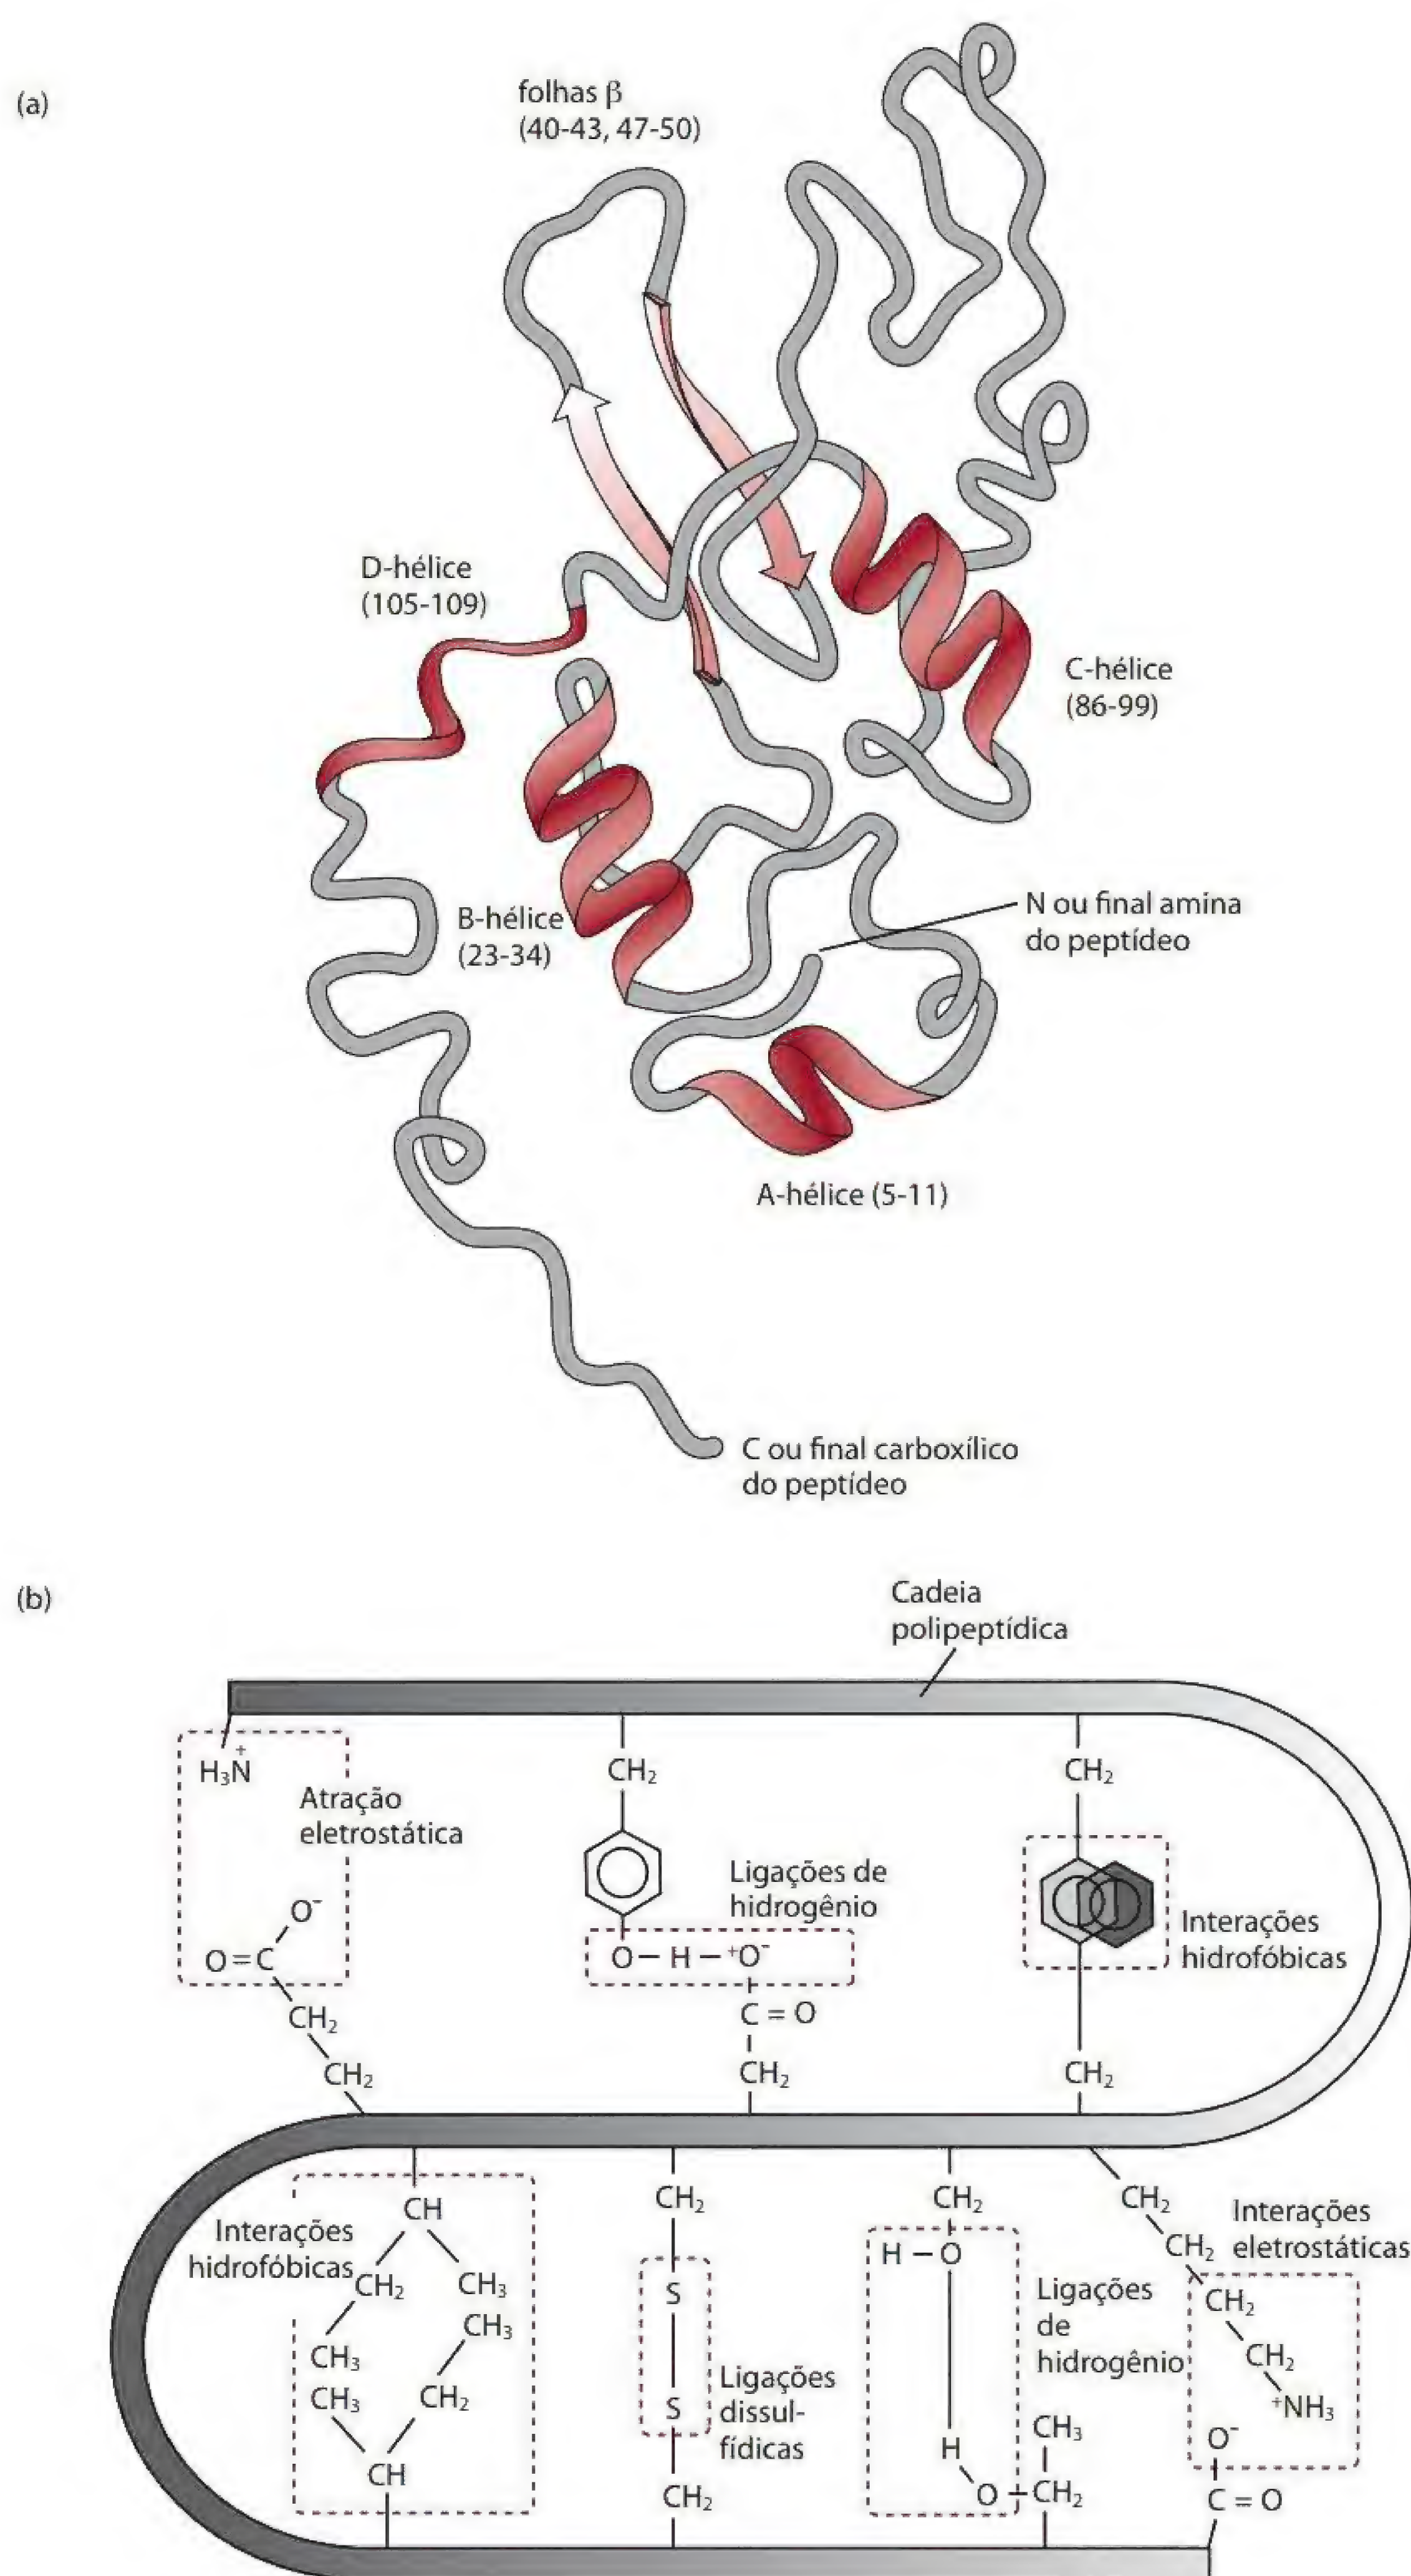 (a)
folhas β
(40-43, 47-50)
D-hélice
(105-109)
C-hélice
(86-99)
B-hélice
(23-34)
N ou final amina
do peptídeo
A-hélice (5-11)
C ou final carboxílico
do peptídeo
(b)
Cadeia
polipeptídica
H₃N⁺
Atração
eletrostática
O⁻
O=C
CH₂
CH₂
CH₂
Ligações de
hidrogênio
O–H–⁺O⁻
C=O
CH₂
CH₂
Interações
hidrofóbicas
CH₂
Interações
hidrofóbicas
CH
CH₂
CH₃
CH₃
CH₃
CH₃
CH₂
CH
CH₂
S
S
Ligações
dissul-
fídicas
CH₂
CH₂
H–O
Ligações
de
hidrogênio
H
CH₃
O–CH₂
CH₂
CH₂
Interações
eletrostáticas
CH₂
CH₂
⁺NH₃
O⁻
C=O